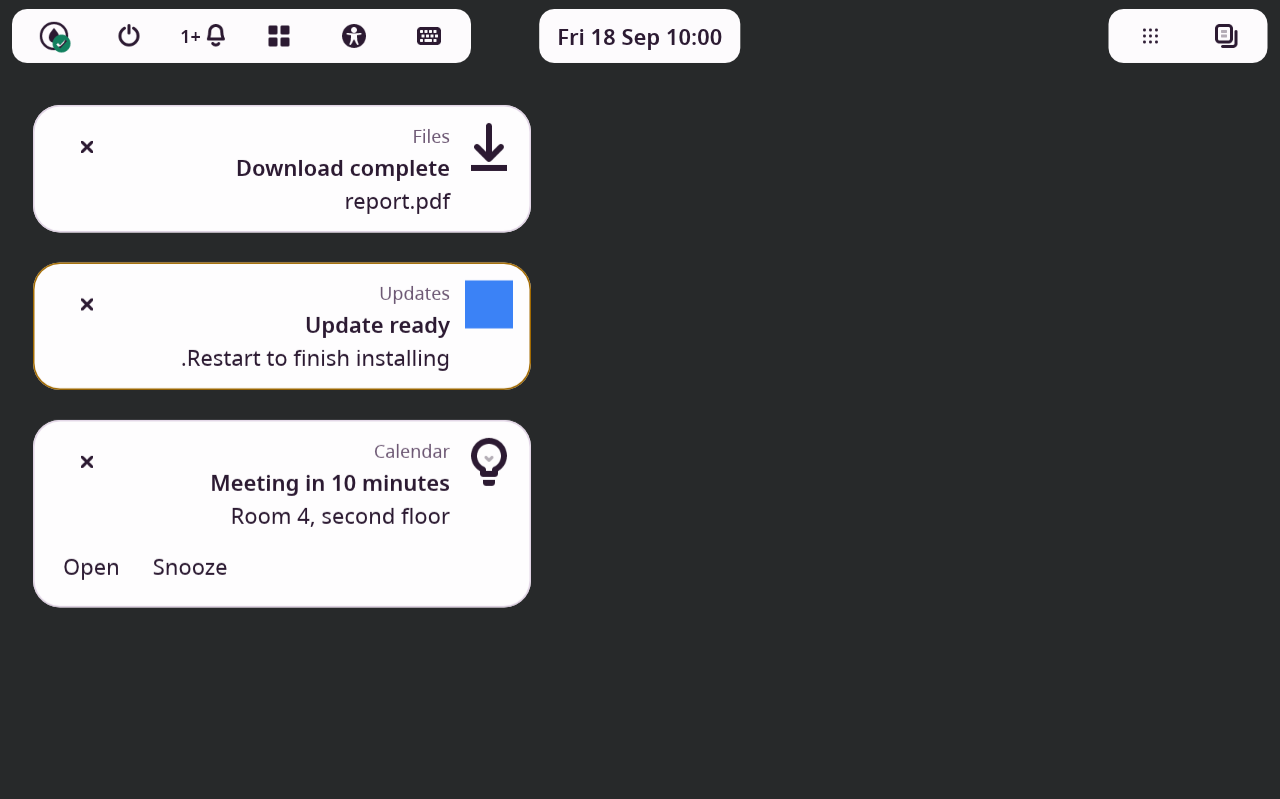 1+
Fri 18 Sep 10:00
Files
Download complete
report.pdf
Updates
Update ready
.Restart to finish installing
Calendar
Meeting in 10 minutes
Room 4, second floor
Open
Snooze